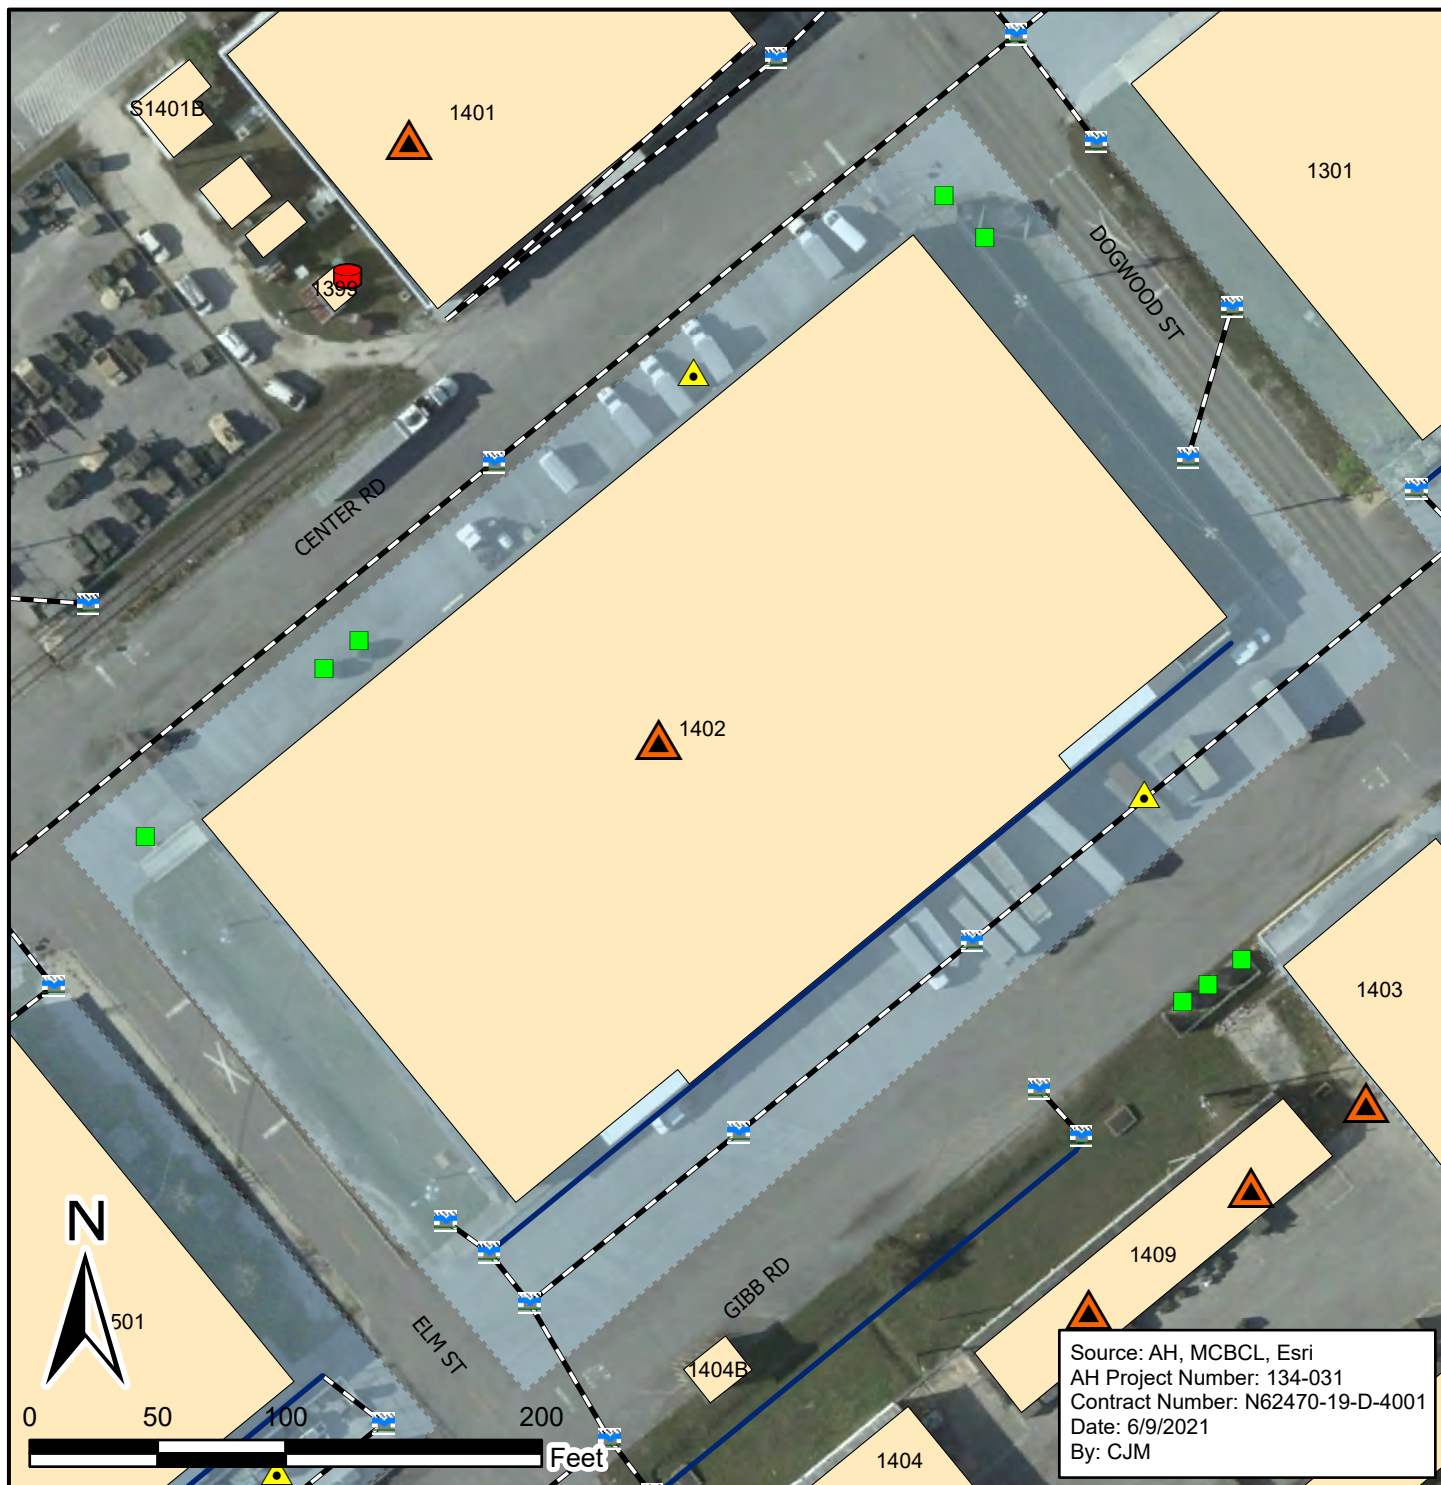 S1401B
1401
1301
DOGWOOD ST
1399
CENTER RD
1402
1403
1409
GIBB RD
ELM ST
1404B
1404
501
N
0 50 100 200
Feet
Source: AH, MCBCL, Esri
AH Project Number: 134-031
Contract Number: N62470-19-D-4001
Date: 6/9/2021
By: CJM